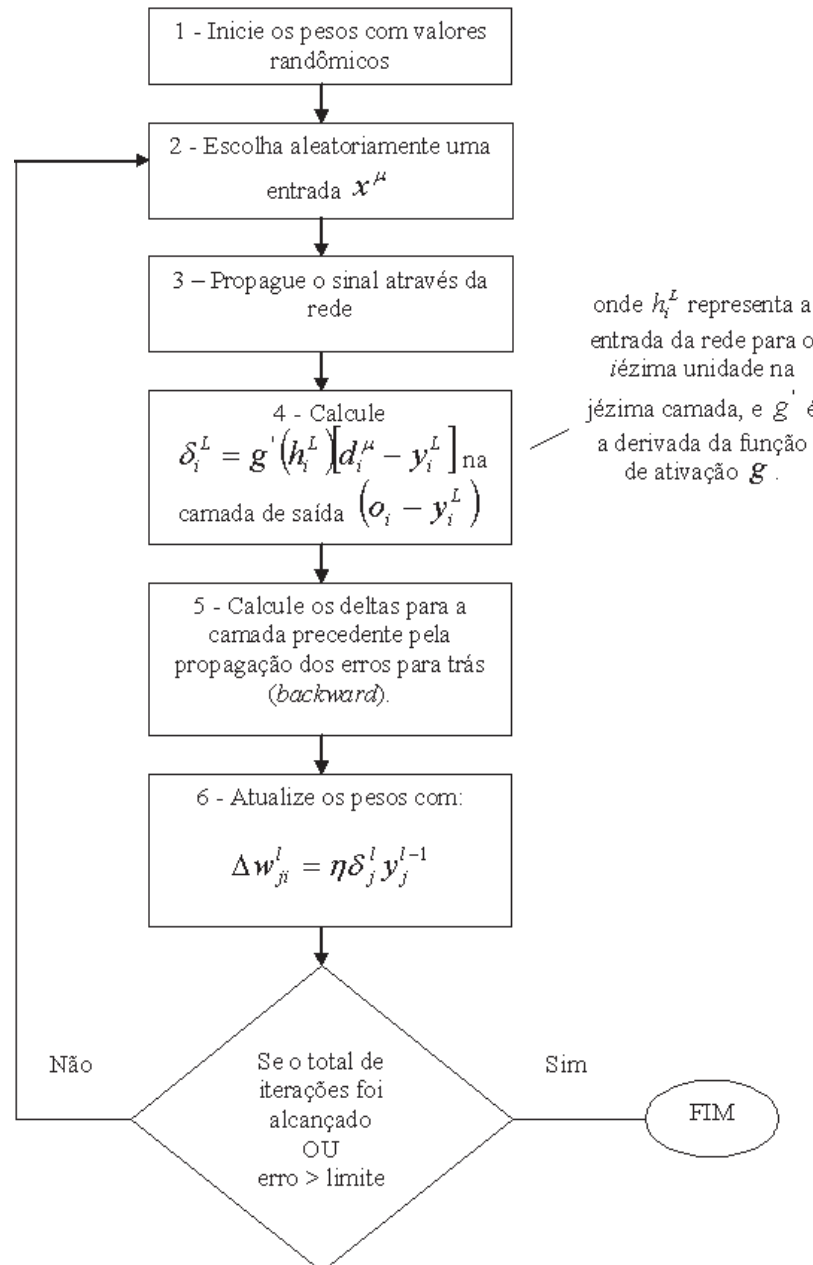 1 - Inicie os pesos com valores
randômicos
2 - Escolha aleatoriamente uma
entrada x^μ
3 – Propague o sinal através da
rede
4 - Calcule
δ_i^L = g'(h_i^L)[d_i^μ - y_i^L] na
camada de saída (o_i - y_i^L)
onde h_i^L representa a
entrada da rede para o
iézima unidade na
jézima camada, e g' é
a derivada da função
de ativação g .
5 - Calcule os deltas para a
camada precedente pela
propagação dos erros para trás
(backward).
6 - Atualize os pesos com:
Δw_{ji}^l = ηδ_j^l y_j^{l-1}
Não
Se o total de
iterações foi
alcançado
OU
erro > limite
Sim
FIM